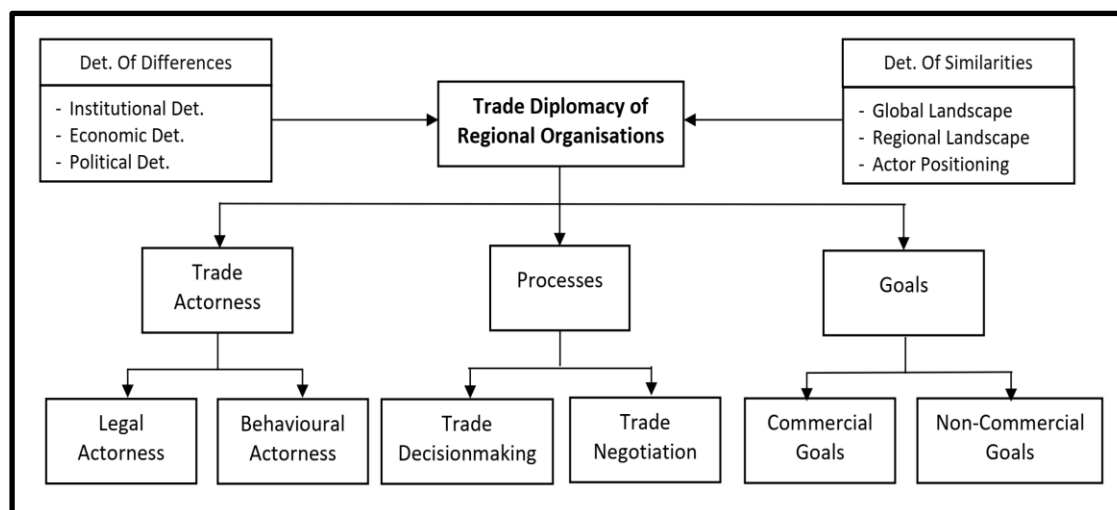 Det. Of Differences
- Institutional Det.
- Economic Det.
- Political Det.
Trade Diplomacy of
Regional Organisations
Det. Of Similarities
- Global Landscape
- Regional Landscape
- Actor Positioning
Trade
Actorness
Processes
Goals
Legal
Actorness
Behavioural
Actorness
Trade
Decisionmaking
Trade
Negotiation
Commercial
Goals
Non-Commercial
Goals